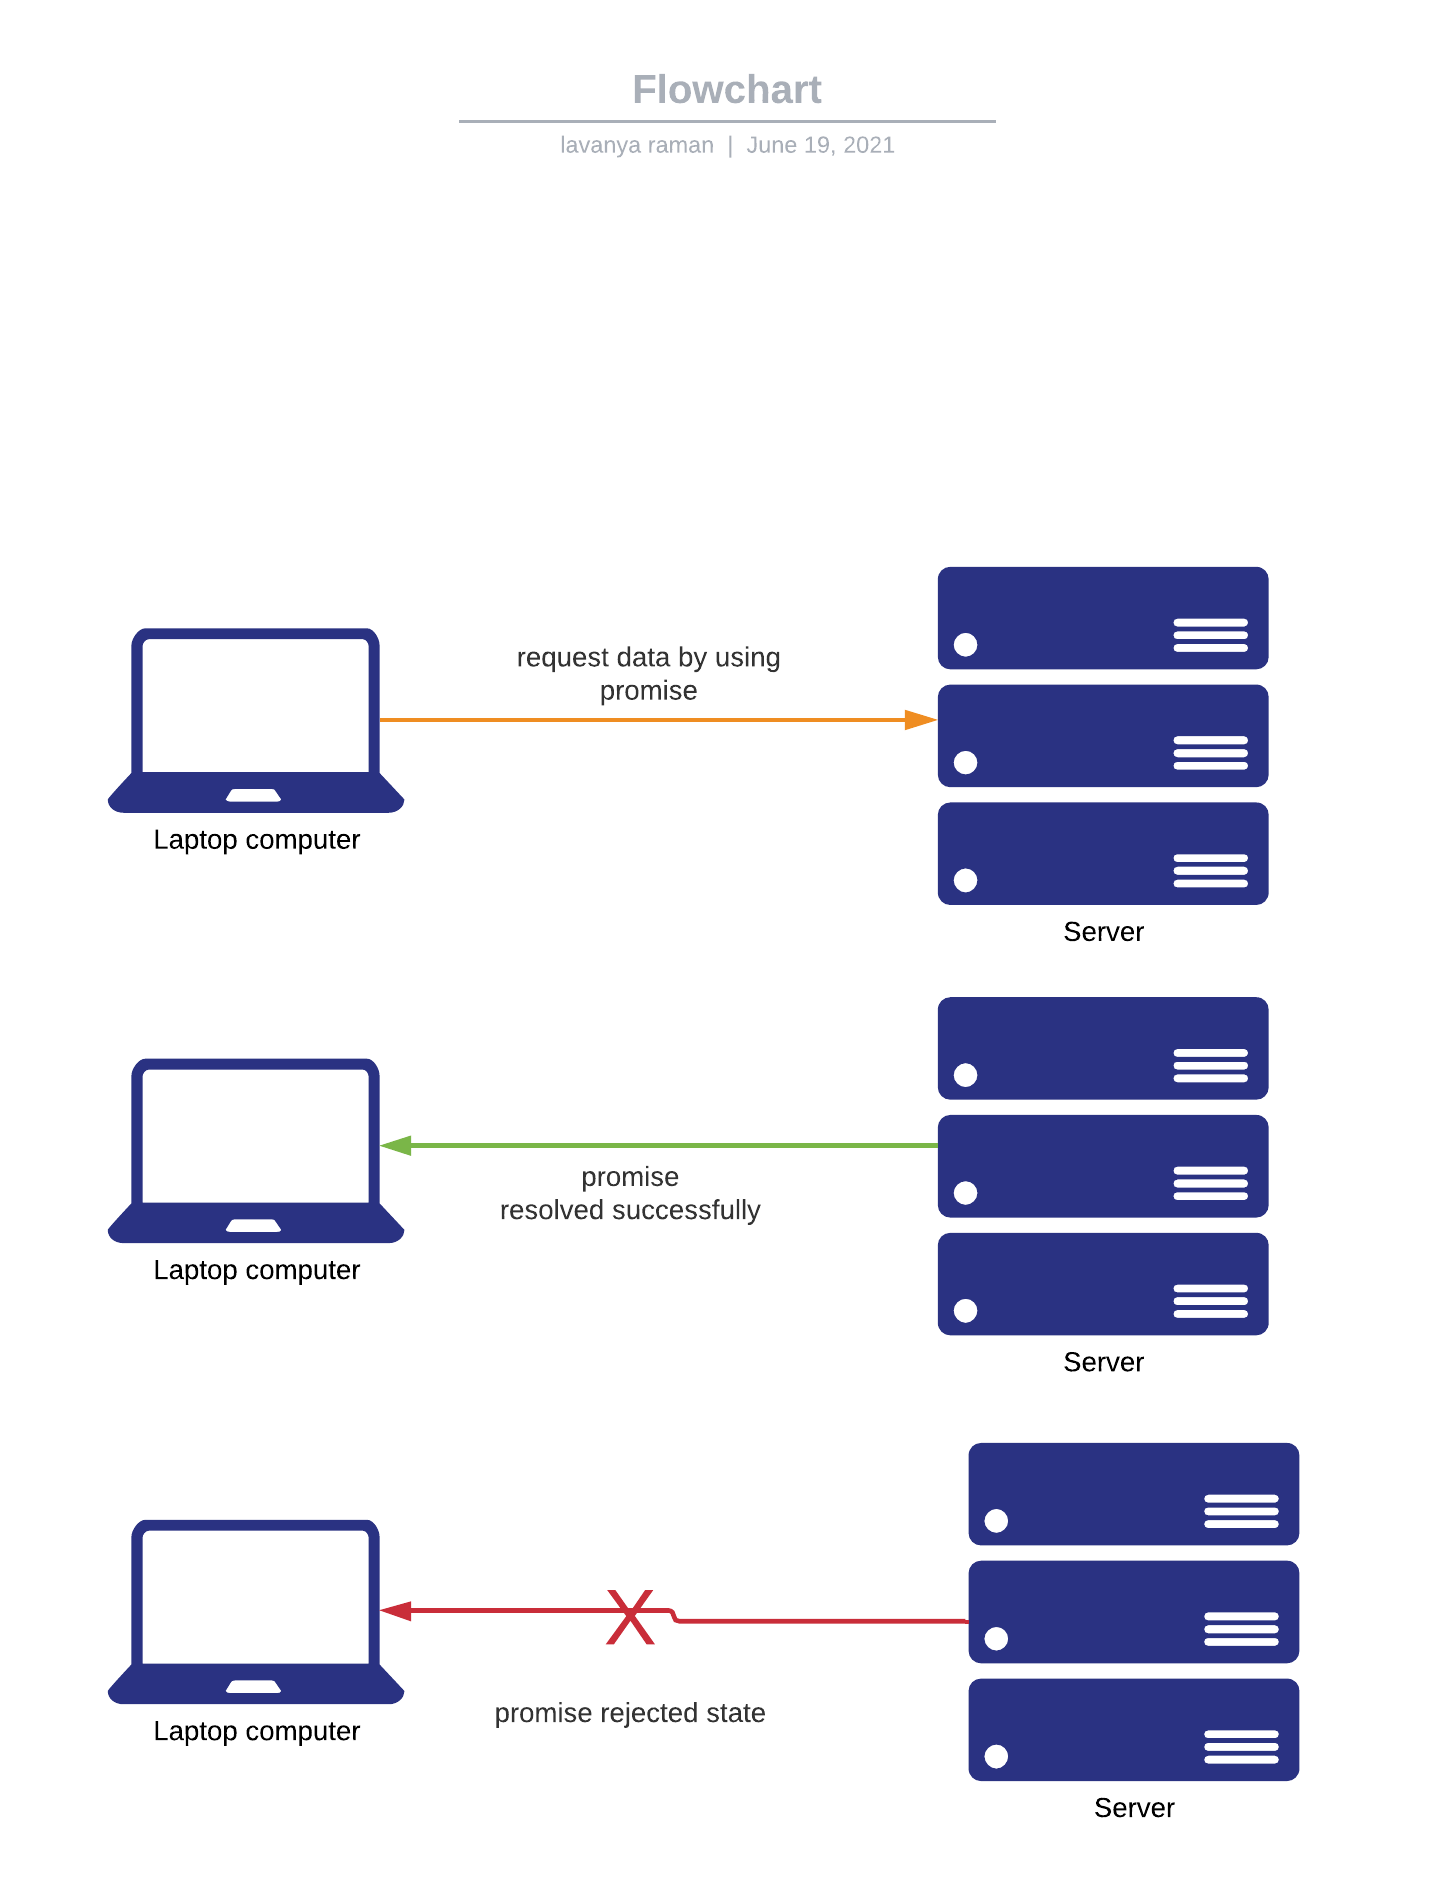 Flowchart
lavanya raman | June 19, 2021
request data by using
promise
Laptop computer
Server
promise
resolved successfully
Laptop computer
Server
X
promise rejected state
Laptop computer
Server